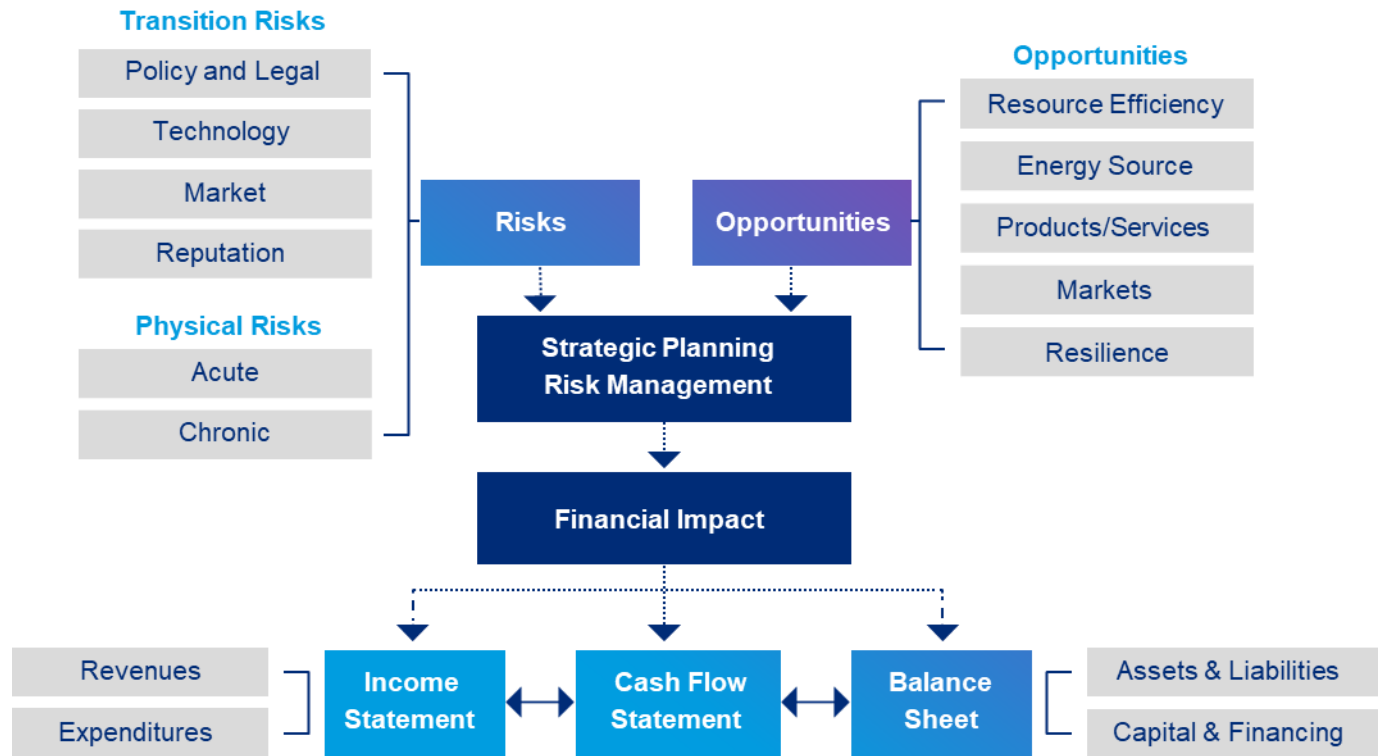 Transition Risks
Policy and Legal
Technology
Market
Reputation
Physical Risks
Acute
Chronic
Risks
Opportunities
Opportunities
Resource Efficiency
Energy Source
Products/Services
Markets
Resilience
Strategic Planning
Risk Management
Financial Impact
Revenues
Expenditures
Income
Statement
Cash Flow
Statement
Balance
Sheet
Assets & Liabilities
Capital & Financing